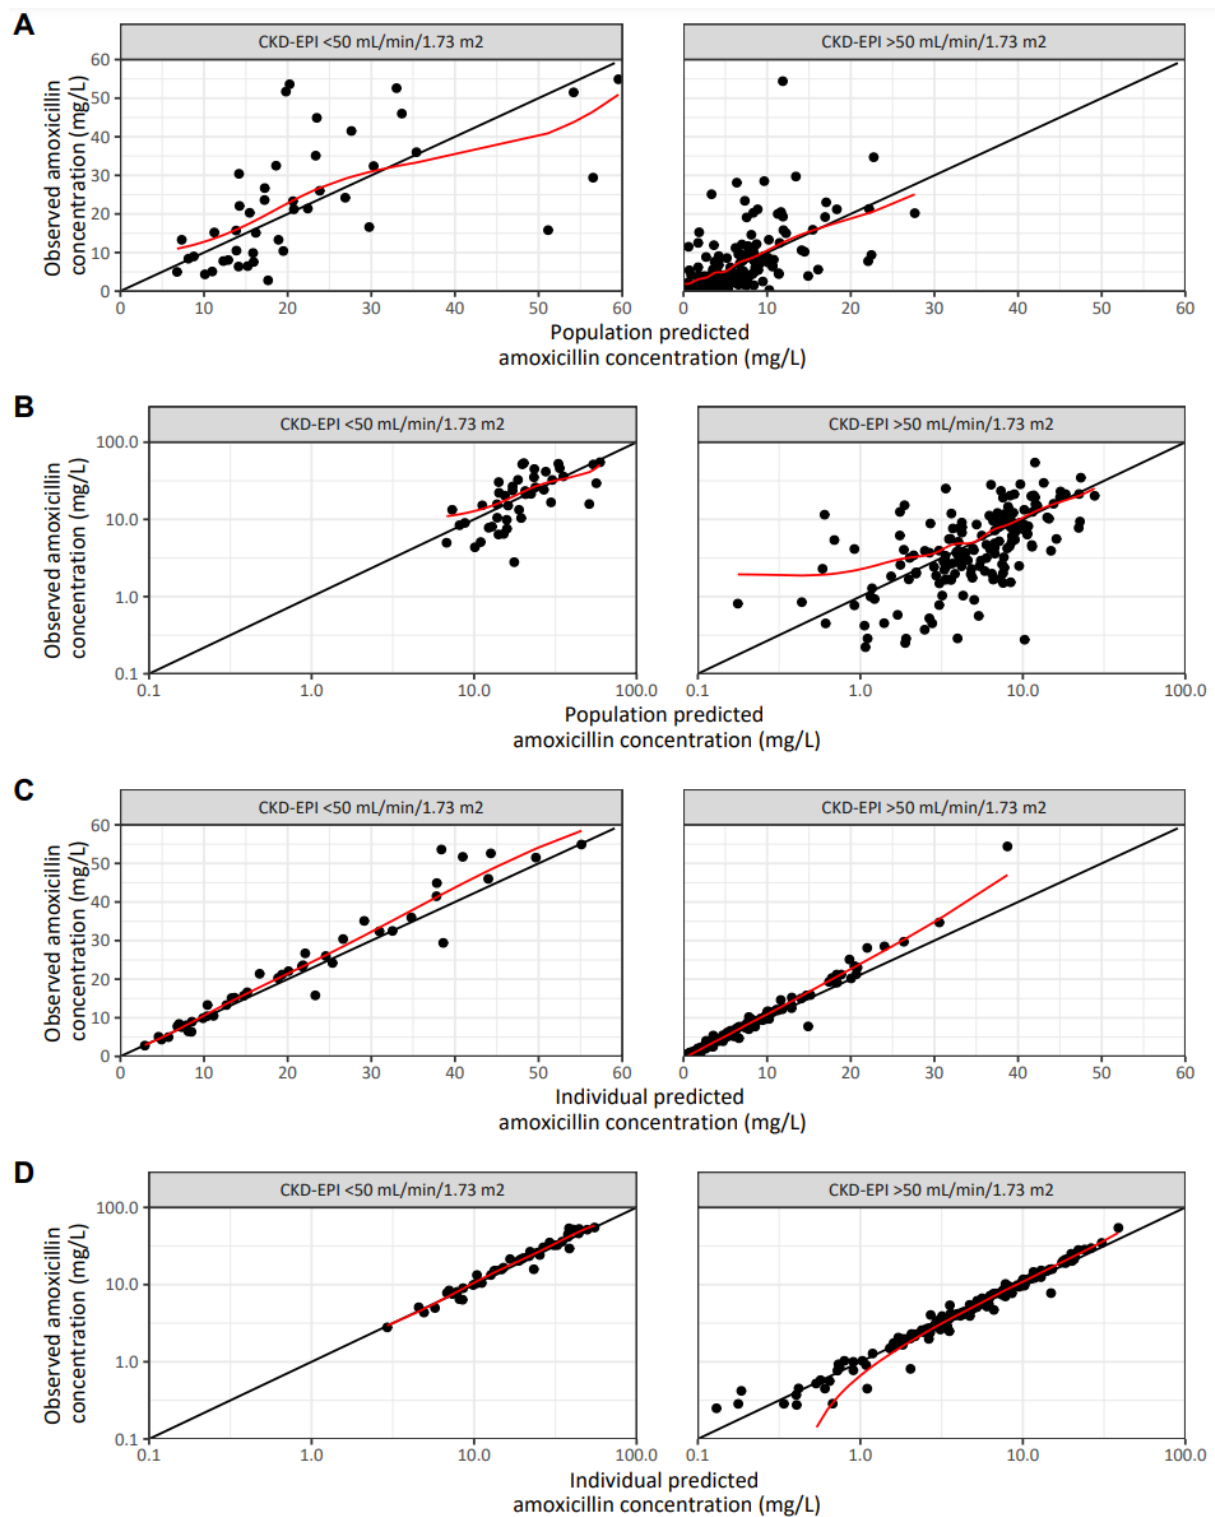 A
CKD-EPI <50 mL/min/1.73 m2
CKD-EPI >50 mL/min/1.73 m2
Observed amoxicillin
concentration (mg/L)
60
50
40
30
20
10
0
0 10 20 30 40 50 60
0 10 20 30 40 50 60
Population predicted
amoxicillin concentration (mg/L)
B
CKD-EPI <50 mL/min/1.73 m2
CKD-EPI >50 mL/min/1.73 m2
Observed amoxicillin
concentration (mg/L)
100.0
10.0
1.0
0.1
0.1 1.0 10.0 100.0
0.1 1.0 10.0 100.0
Population predicted
amoxicillin concentration (mg/L)
C
CKD-EPI <50 mL/min/1.73 m2
CKD-EPI >50 mL/min/1.73 m2
Observed amoxicillin
concentration (mg/L)
60
50
40
30
20
10
0
0 10 20 30 40 50 60
0 10 20 30 40 50 60
Individual predicted
amoxicillin concentration (mg/L)
D
CKD-EPI <50 mL/min/1.73 m2
CKD-EPI >50 mL/min/1.73 m2
Observed amoxicillin
concentration (mg/L)
100.0
10.0
1.0
0.1
0.1 1.0 10.0 100.0
0.1 1.0 10.0 100.0
Individual predicted
amoxicillin concentration (mg/L)